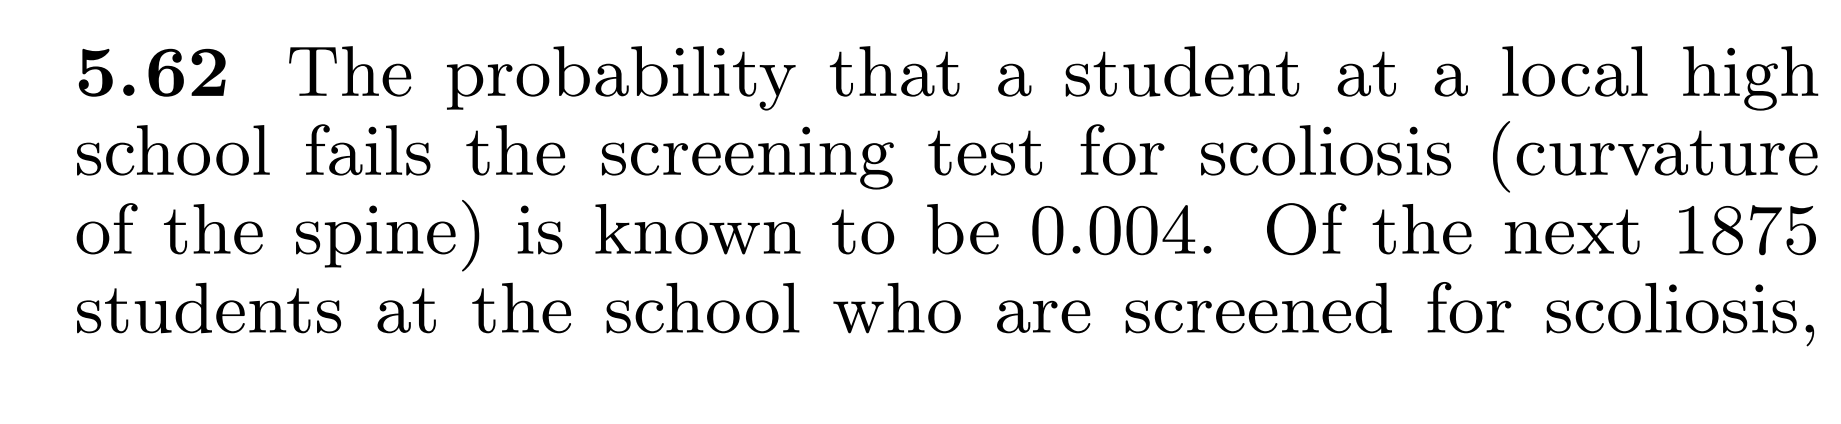 5.62 The probability that a student at a local high
school fails the screening test for scoliosis (curvature
of the spine) is known to be 0.004. Of the next 1875
students at the school who are screened for scoliosis,